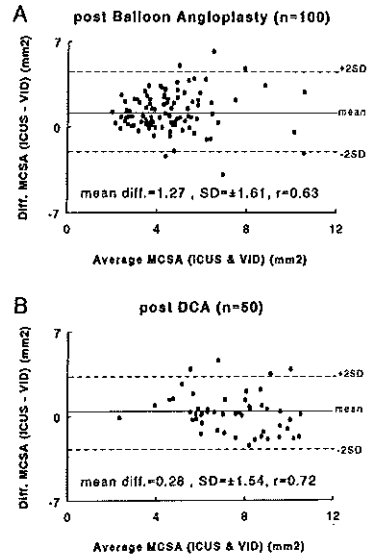 A
post Balloon Angioplasty (n=100)
Diff. MCSA (ICUS - VID) (mm2)
7
0
-7
+2SD
mean
-2SD
mean diff.=1.27 , SD=±1.61, r=0.63
0 4 8 12
Average MCSA (ICUS & VID) (mm2)
B
post DCA (n=50)
Diff. MCSA (ICUS - VID) (mm2)
7
0
-7
+2SD
mean
-2SD
mean diff.=0.28 , SD=±1.54, r=0.72
0 4 8 12
Average MCSA (ICUS & VID) (mm2)